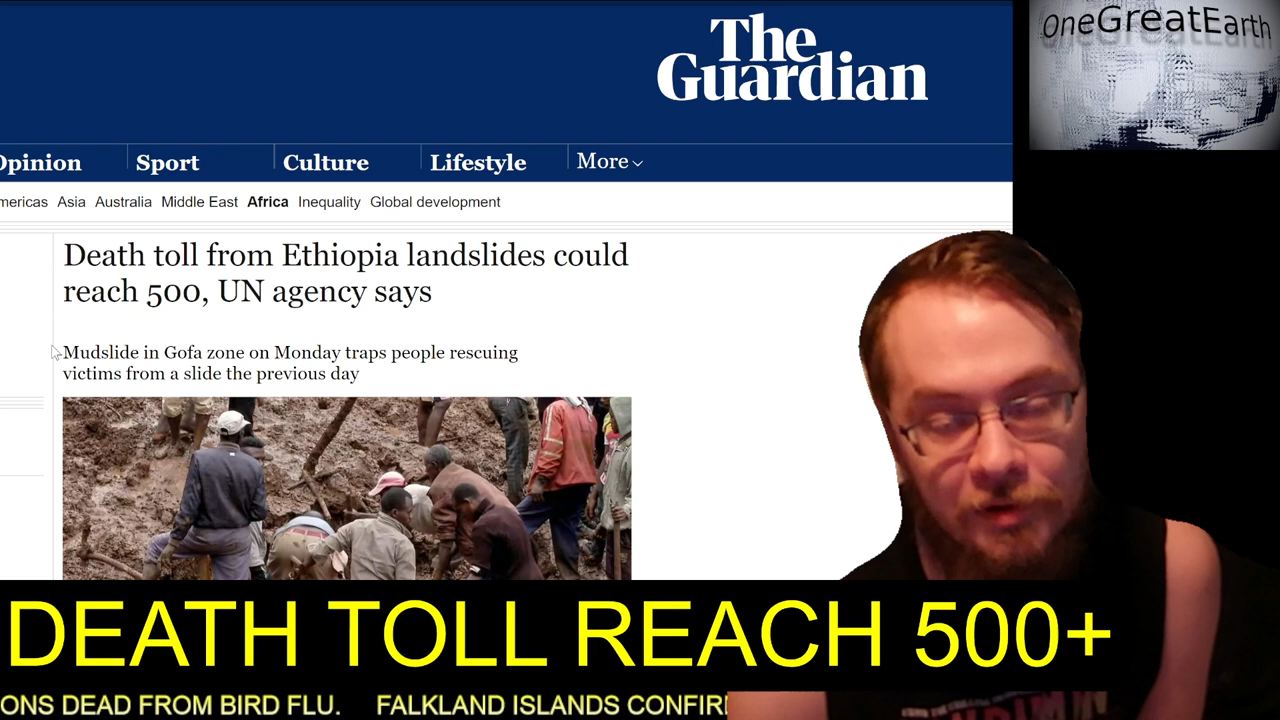 The
Guardian
OneGreatEarth
Opinion Sport Culture Lifestyle More
mericas Asia Australia Middle East Africa Inequality Global development
Death toll from Ethiopia landslides could
reach 500, UN agency says
Mudslide in Gofa zone on Monday traps people rescuing
victims from a slide the previous day
DEATH TOLL REACH 500+
ONS DEAD FROM BIRD FLU. FALKLAND ISLANDS CONFIR